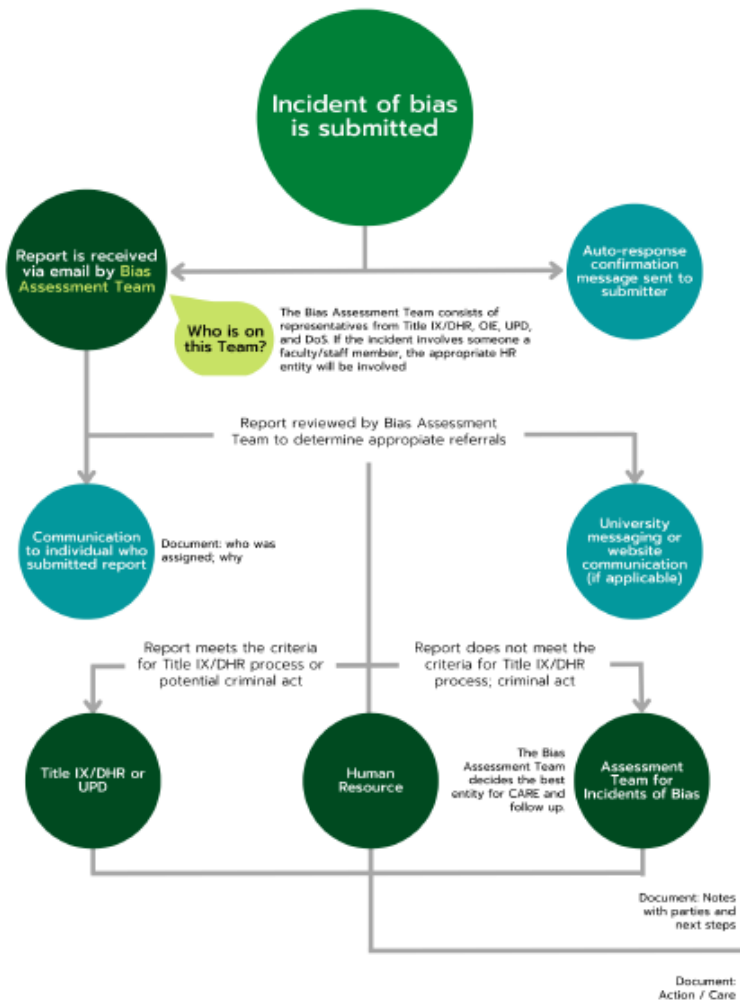 Incident of bias
is submitted
Report is received
via email by Bias
Assessment Team
Auto-response
confirmation
message sent to
submitter
Who is on
this Team?
The Bias Assessment Team consists of
representatives from Title IX/DHR, OIE, UPD,
and DoS. If the incident involves someone a
faculty/staff member, the appropriate HR
entity will be involved
Report reviewed by Bias Assessment
Team to determine appropiate referrals
Communication
to individual who
submitted report
Document: who was
assigned; why
University
messaging or
website
communication
(if applicable)
Report meets the criteria
for Title IX/DHR process or
potential criminal act
Report does not meet the
criteria for Title IX/DHR
process; criminal act
Title IX/DHR or
UPD
Human
Resource
The Bias
Assessment Team
decides the best
entity for CARE and
follow up.
Assessment
Team for
Incidents of Bias
Document: Notes
with parties and
next steps
Document:
Action / Care